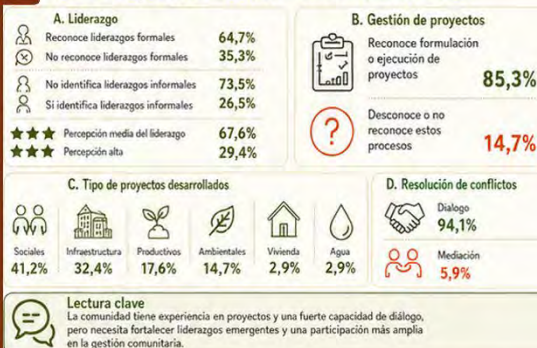 A. Liderazgo
Reconoce liderazgos formales 64,7%
No reconoce liderazgos formales 35,3%
No identifica liderazgos informales 73,5%
Sí identifica liderazgos informales 26,5%
Percepción media del liderazgo 67,6%
Percepción alta 29,4%
B. Gestión de proyectos
Reconoce formulación
o ejecución de
proyectos 85,3%
Desconoce o no
reconoce estos
procesos 14,7%
C. Tipo de proyectos desarrollados
Sociales Infraestructura Productivos Ambientales Vivienda Agua
41,2% 32,4% 17,6% 14,7% 2,9% 2,9%
D. Resolución de conflictos
Dialogo
94,1%
Mediación
5,9%
Lectura clave
La comunidad tiene experiencia en proyectos y una fuerte capacidad de diálogo,
pero necesita fortalecer liderazgos emergentes y una participación más amplia
en la gestión comunitaria.